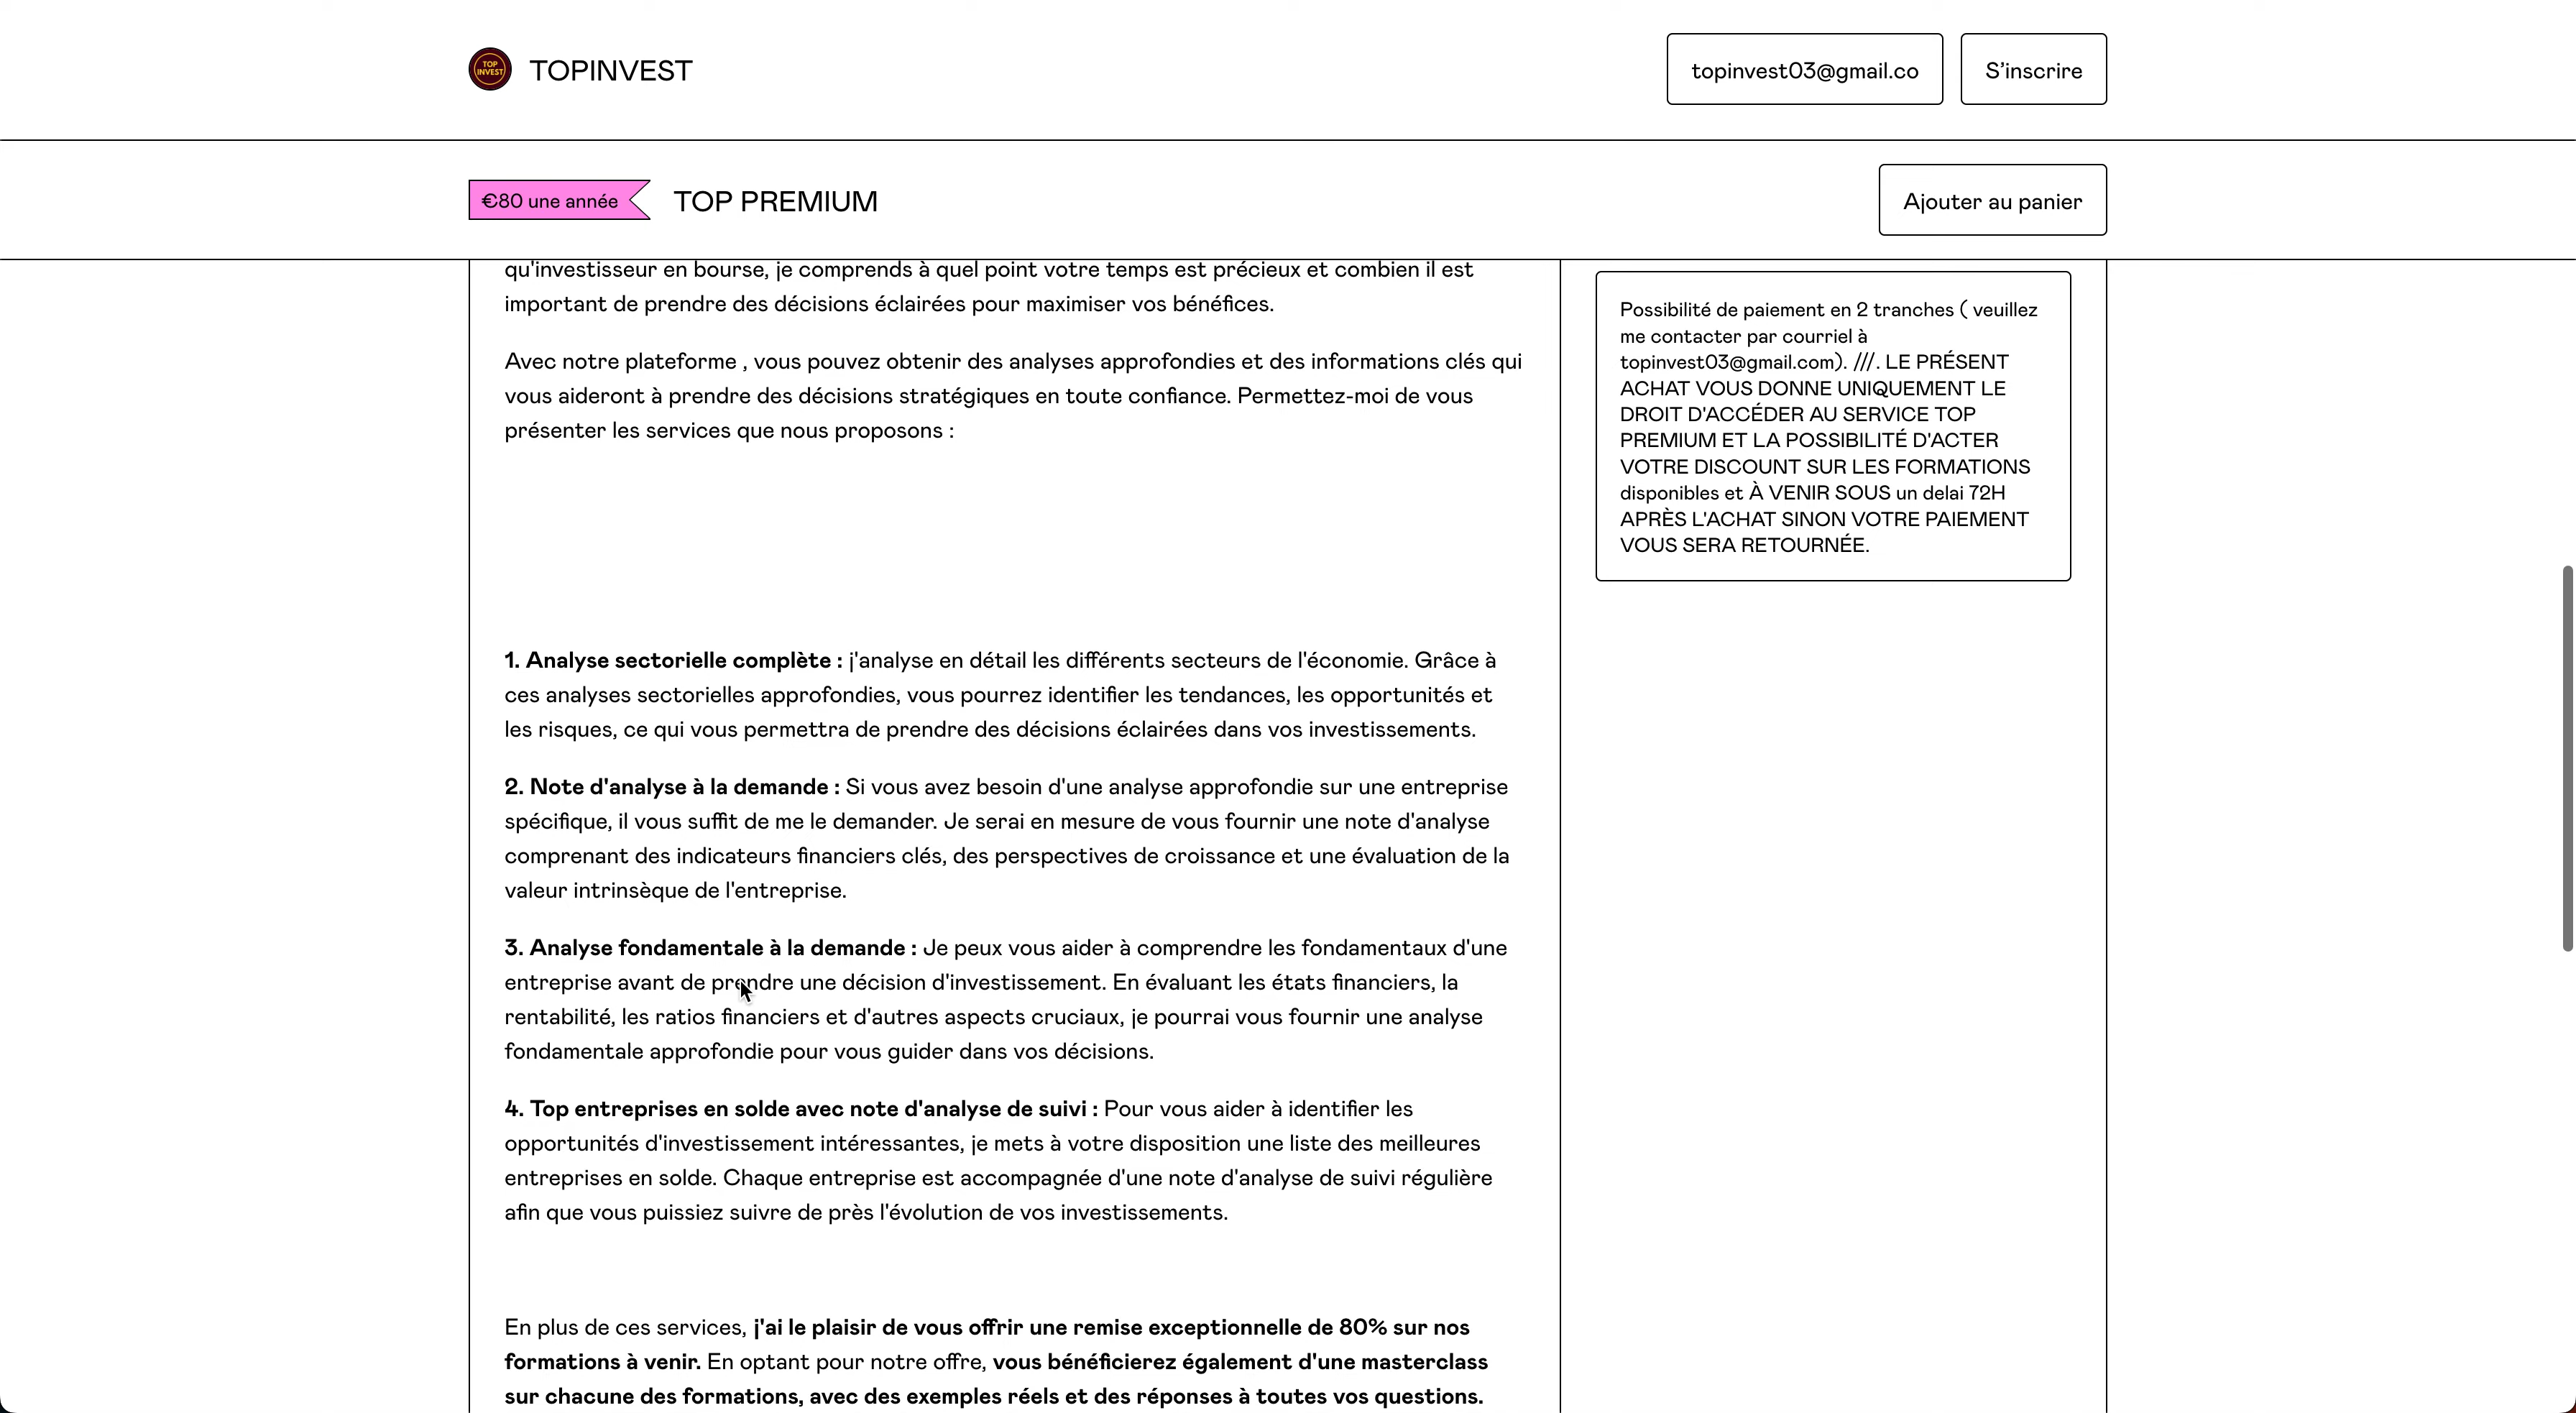 TOP INVEST
TOPINVEST
topinvest03@gmail.co
S'inscrire
€80 une année
TOP PREMIUM
Ajouter au panier
qu'investisseur en bourse, je comprends à quel point votre temps est précieux et combien il est
important de prendre des décisions éclairées pour maximiser vos bénéfices.
Avec notre plateforme , vous pouvez obtenir des analyses approfondies et des informations clés qui
vous aideront à prendre des décisions stratégiques en toute confiance. Permettez-moi de vous
présenter les services que nous proposons :
1. Analyse sectorielle complète : j'analyse en détail les différents secteurs de l'économie. Grâce à
ces analyses sectorielles approfondies, vous pourrez identifier les tendances, les opportunités et
les risques, ce qui vous permettra de prendre des décisions éclairées dans vos investissements.
2. Note d'analyse à la demande : Si vous avez besoin d'une analyse approfondie sur une entreprise
spécifique, il vous suffit de me le demander. Je serai en mesure de vous fournir une note d'analyse
comprenant des indicateurs financiers clés, des perspectives de croissance et une évaluation de la
valeur intrinsèque de l'entreprise.
3. Analyse fondamentale à la demande : Je peux vous aider à comprendre les fondamentaux d'une
entreprise avant de prendre une décision d'investissement. En évaluant les états financiers, la
rentabilité, les ratios financiers et d'autres aspects cruciaux, je pourrai vous fournir une analyse
fondamentale approfondie pour vous guider dans vos décisions.
4. Top entreprises en solde avec note d'analyse de suivi : Pour vous aider à identifier les
opportunités d'investissement intéressantes, je mets à votre disposition une liste des meilleures
entreprises en solde. Chaque entreprise est accompagnée d'une note d'analyse de suivi régulière
afin que vous puissiez suivre de près l'évolution de vos investissements.
En plus de ces services, j'ai le plaisir de vous offrir une remise exceptionnelle de 80% sur nos
formations à venir. En optant pour notre offre, vous bénéficierez également d'une masterclass
sur chacune des formations, avec des exemples réels et des réponses à toutes vos questions.
Possibilité de paiement en 2 tranches ( veuillez
me contacter par courriel à
topinvest03@gmail.com). ///. LE PRÉSENT
ACHAT VOUS DONNE UNIQUEMENT LE
DROIT D'ACCÉDER AU SERVICE TOP
PREMIUM ET LA POSSIBILITÉ D'ACTER
VOTRE DISCOUNT SUR LES FORMATIONS
disponibles et À VENIR SOUS un delai 72H
APRÈS L'ACHAT SINON VOTRE PAIEMENT
VOUS SERA RETOURNÉE.